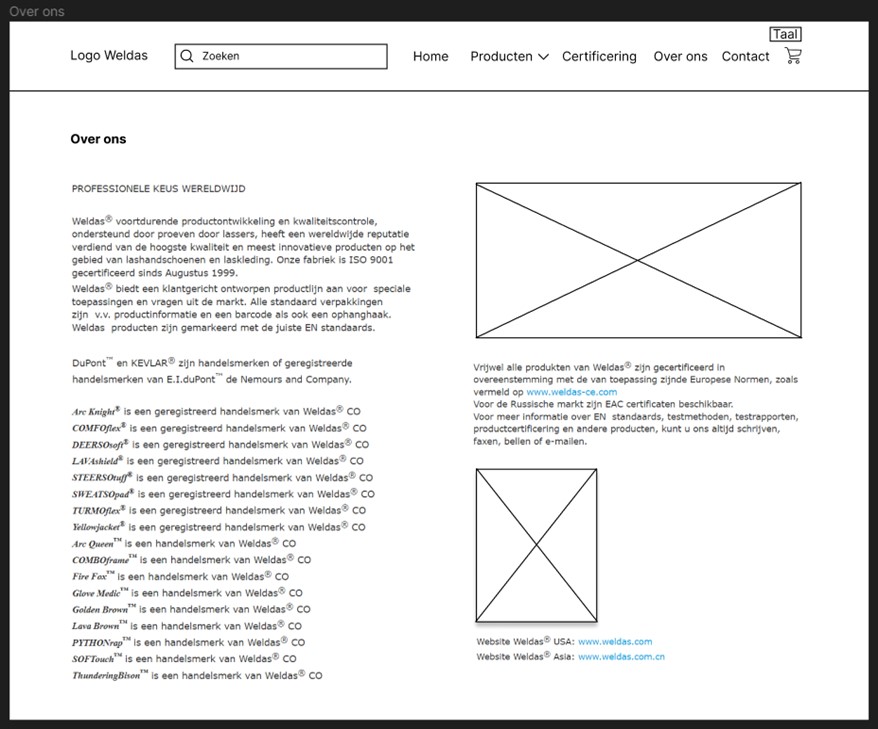 Over ons
Taal
Logo Weldas
Zoeken
Home
Producten
Certificering
Over ons
Contact
Over ons
PROFESSIONELE KEUS WERELDWIJD
Weldas® voortdurende productontwikkeling en kwaliteitscontrole,
ondersteund door proeven door lassers, heeft een wereldwijde reputatie
verdiend van de hoogste kwaliteit en meest innovatieve producten op het
gebied van lashandschoenen en laskleding. Onze fabriek is ISO 9001
gecertificeerd sinds Augustus 1999.
Weldas® biedt een klantgericht ontworpen productlijn aan voor speciale
toepassingen en vragen uit de markt. Alle standaard verpakkingen
zijn v.v. productinformatie en een barcode als ook een ophanghaak.
Weldas producten zijn gemarkeerd met de juiste EN standaards.
DuPont™ en KEVLAR® zijn handelsmerken of geregistreerde
handelsmerken van E.I.duPont™ de Nemours and Company.
Arc Knight® is een geregistreerd handelsmerk van Weldas® CO
COMFOflex® is een geregistreerd handelsmerk van Weldas® CO
DEERSOsoft® is een geregistreerd handelsmerk van Weldas® CO
LAVAshield® is een geregistreerd handelsmerk van Weldas® CO
STEERSOtuff® is een geregistreerd handelsmerk van Weldas® CO
SWEATSOpad® is een geregistreerd handelsmerk van Weldas® CO
TURMOflex® is een geregistreerd handelsmerk van Weldas® CO
Yellowjacket® is een geregistreerd handelsmerk van Weldas® CO
Arc Queen™ is een handelsmerk van Weldas® CO
COMBOframe™ is een handelsmerk van Weldas® CO
Fire Fox™ is een handelsmerk van Weldas® CO
Glove Medic™ is een handelsmerk van Weldas® CO
Golden Brown™ is een handelsmerk van Weldas® CO
Lava Brown™ is een handelsmerk van Weldas® CO
PYTHONrap™ is een handelsmerk van Weldas® CO
SOFTouch™ is een handelsmerk van Weldas® CO
ThunderingBison™ is een handelsmerk van Weldas® CO
Vrijwel alle produkten van Weldas® zijn gecertificeerd in
overeenstemming met de van toepassing zijnde Europese Normen, zoals
vermeld op www.weldas-ce.com
Voor de Russische markt zijn EAC certificaten beschikbaar.
Voor meer informatie over EN standaards, testmethoden, testrapporten,
productcertificering en andere producten, kunt u ons altijd schrijven,
faxen, bellen of e-mailen.
Website Weldas® USA: www.weldas.com
Website Weldas® Asia: www.weldas.com.cn